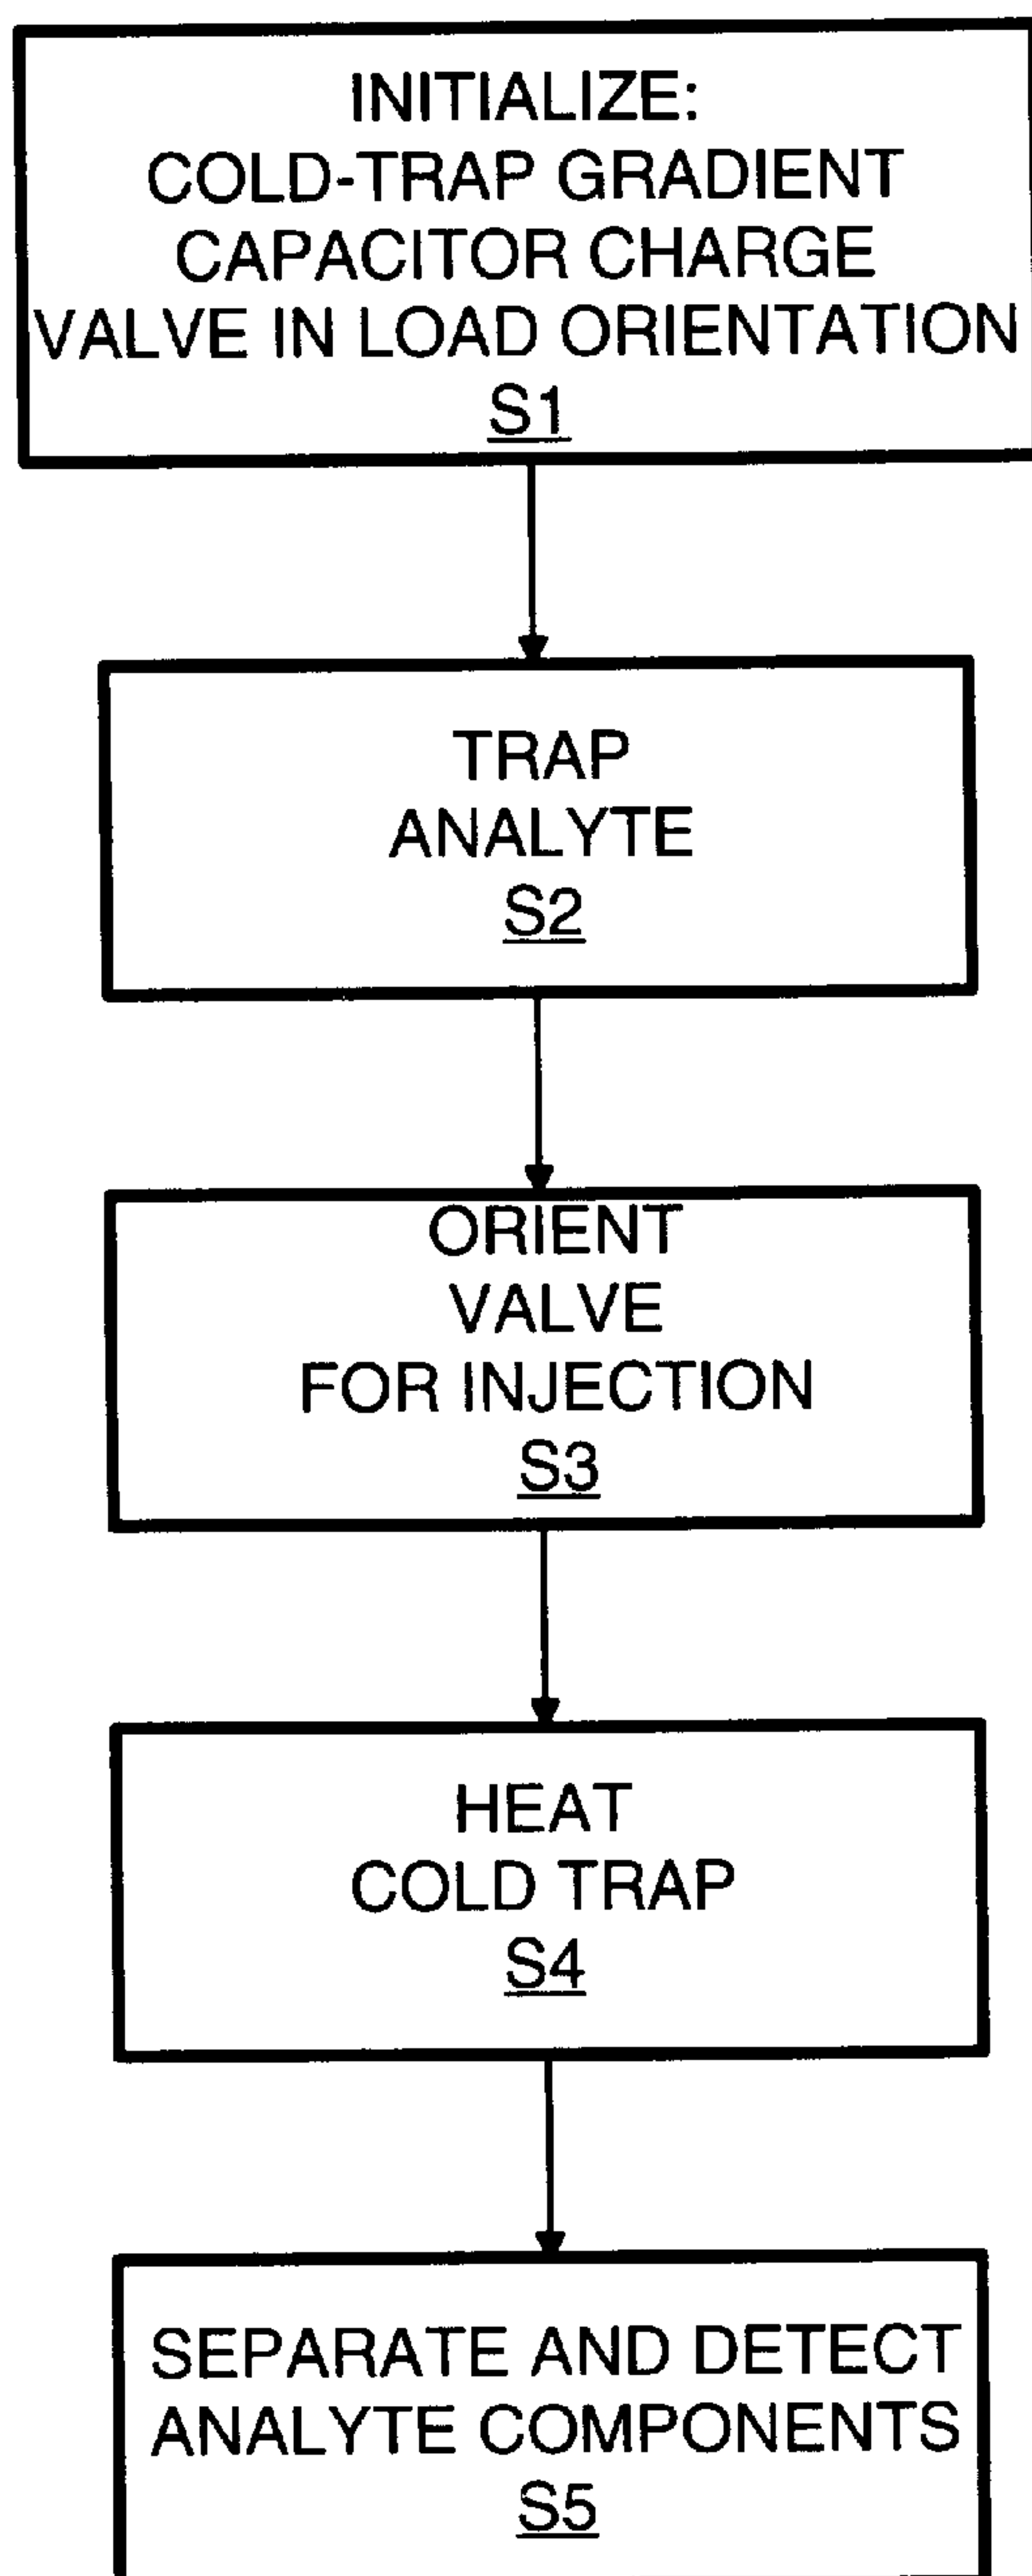 INITIALIZE:
COLD-TRAP GRADIENT
CAPACITOR CHARGE
VALVE IN LOAD ORIENTATION
S1
TRAP
ANALYTE
S2
ORIENT
VALVE
FOR INJECTION
S3
HEAT
COLD TRAP
S4
SEPARATE AND DETECT
ANALYTE COMPONENTS
S5